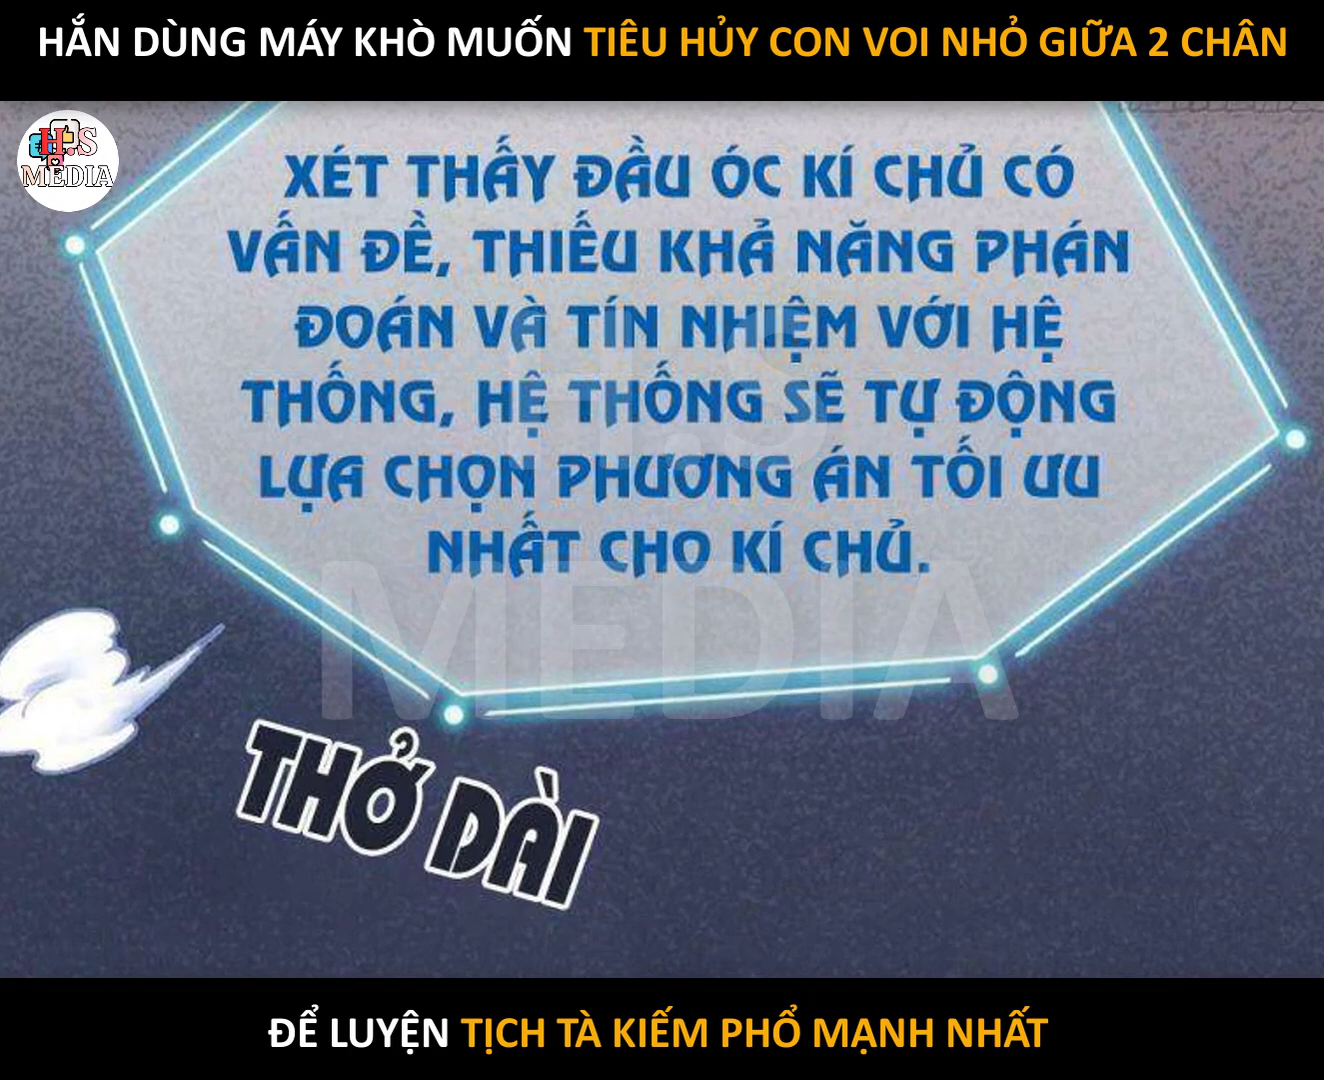 HẮN DÙNG MÁY KHÒ MUỐN TIÊU HỦY CON VOI NHỎ GIỮA 2 CHÂN
H.S
MEDIA
XÉT THẤY ĐẦU ÓC KÍ CHỦ CÓ
VẤN ĐỀ, THIẾU KHẢ NĂNG PHÁN
ĐOÁN VÀ TÍN NHIỆM VỚI HỆ
THỐNG, HỆ THỐNG SẼ TỰ ĐỘNG
LỰA CHỌN PHƯƠNG ÁN TỐI ƯU
NHẤT CHO KÍ CHỦ.
H.S
MEDIA
THỞ DÀI
ĐỂ LUYỆN TỊCH TÀ KIẾM PHỔ MẠNH NHẤT